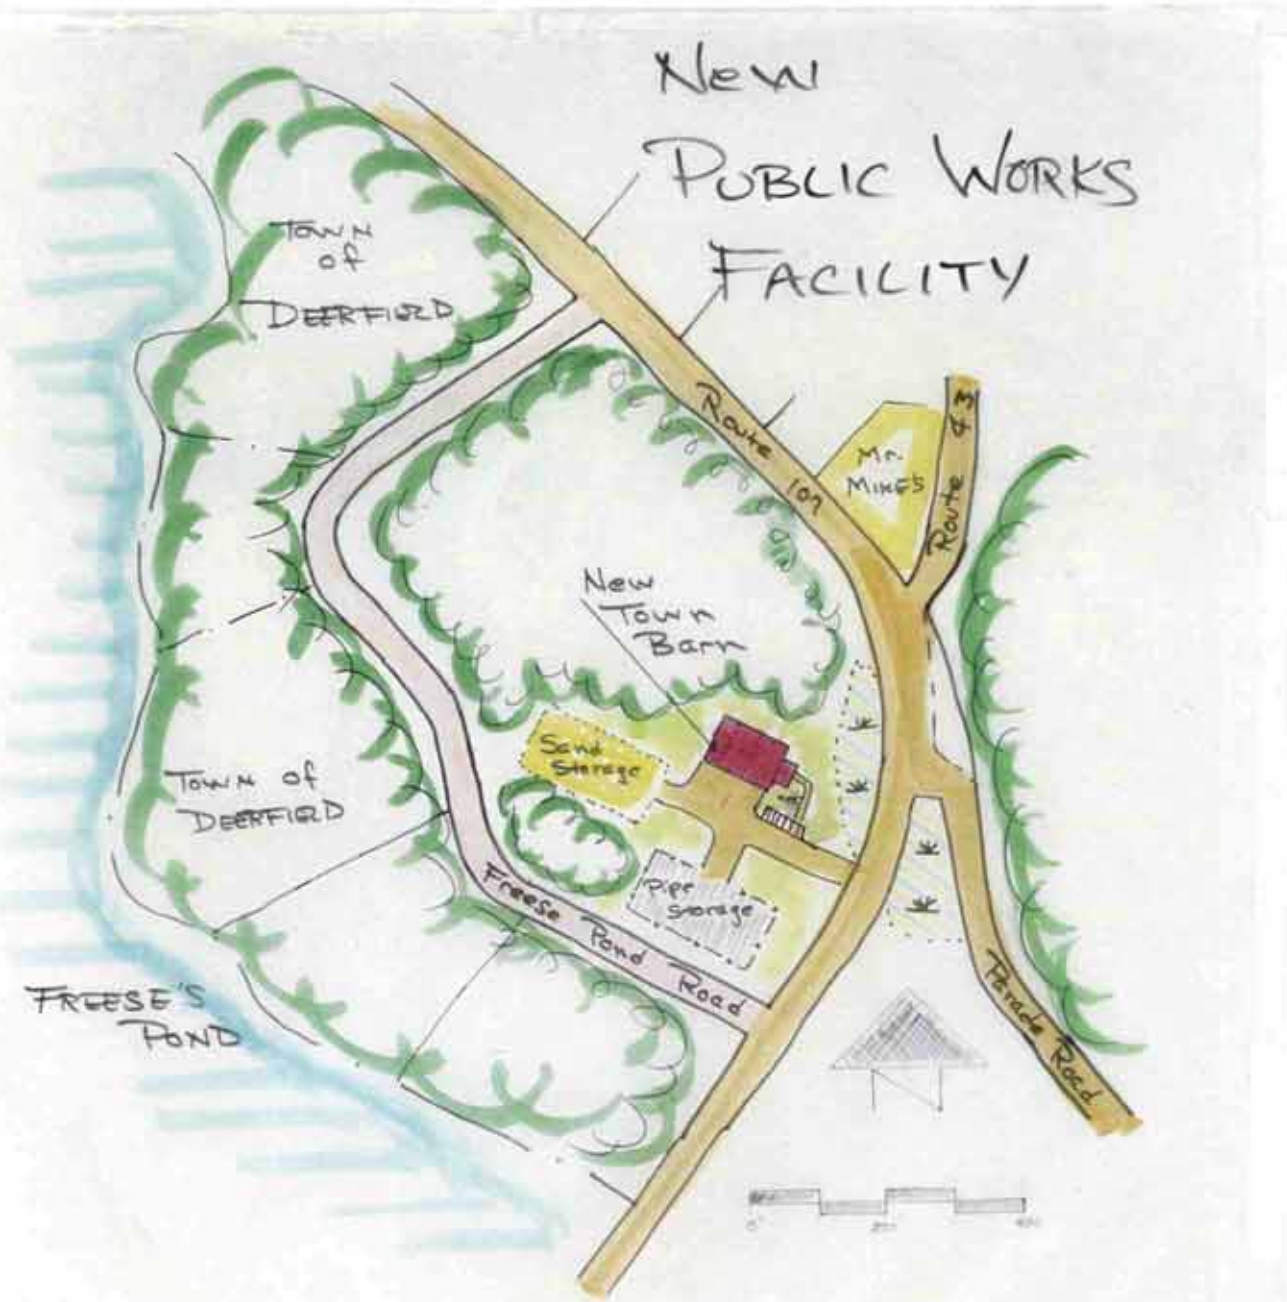 New
Public Works
Facility
Town
of
Deerfield
Route 107
Mr.
Mike's
Route 43
New
Town
Barn
Sand
Storage
Town of
Deerfield
Pipe
Storage
Freese Pond Road
Freese's
Pond
Parade Road
N
0'